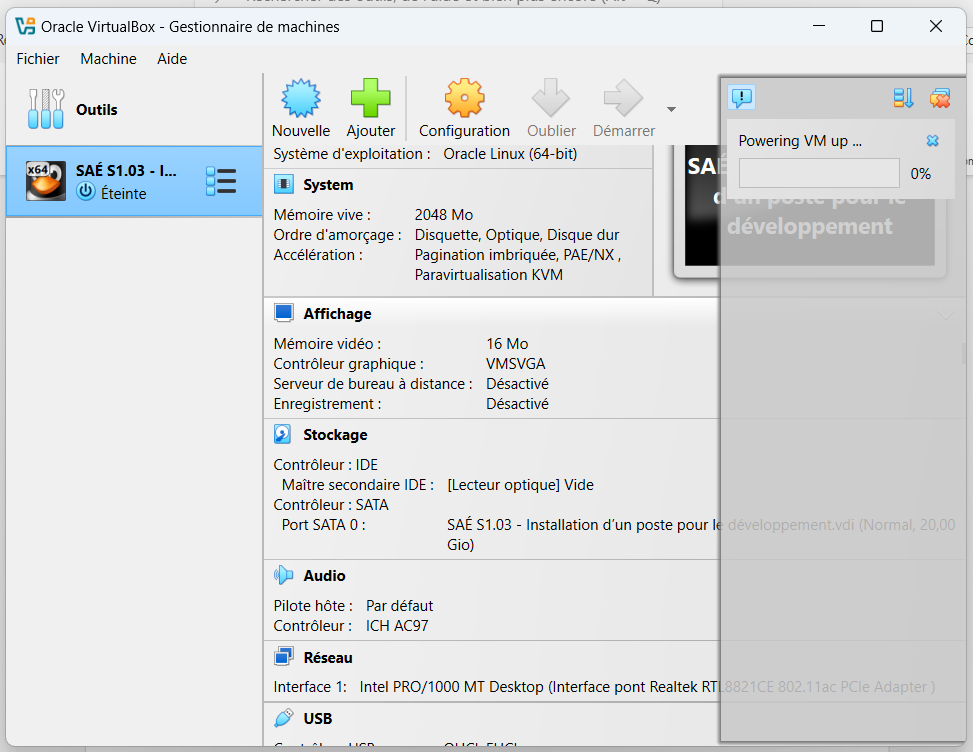 Oracle VirtualBox - Gestionnaire de machines
Fichier Machine Aide
Outils
Nouvelle Ajouter Configuration Oublier Démarrer
x64
SAÉ S1.03 - I...
Éteinte
Système d'exploitation : Oracle Linux (64-bit)
System
Mémoire vive : 2048 Mo
Ordre d'amorçage : Disquette, Optique, Disque dur
Accélération : Pagination imbriquée, PAE/NX ,
Paravirtualisation KVM
SAÉ
d'un poste pour le
développement
Powering VM up ...
0%
Affichage
Mémoire vidéo : 16 Mo
Contrôleur graphique : VMSVGA
Serveur de bureau à distance : Désactivé
Enregistrement : Désactivé
Stockage
Contrôleur : IDE
Maître secondaire IDE : [Lecteur optique] Vide
Contrôleur : SATA
Port SATA 0 : SAÉ S1.03 - Installation d’un poste pour le développement.vdi (Normal, 20,00
Gio)
Audio
Pilote hôte : Par défaut
Contrôleur : ICH AC97
Réseau
Interface 1: Intel PRO/1000 MT Desktop (Interface pont Realtek RTL8821CE 802.11ac PCIe Adapter )
USB